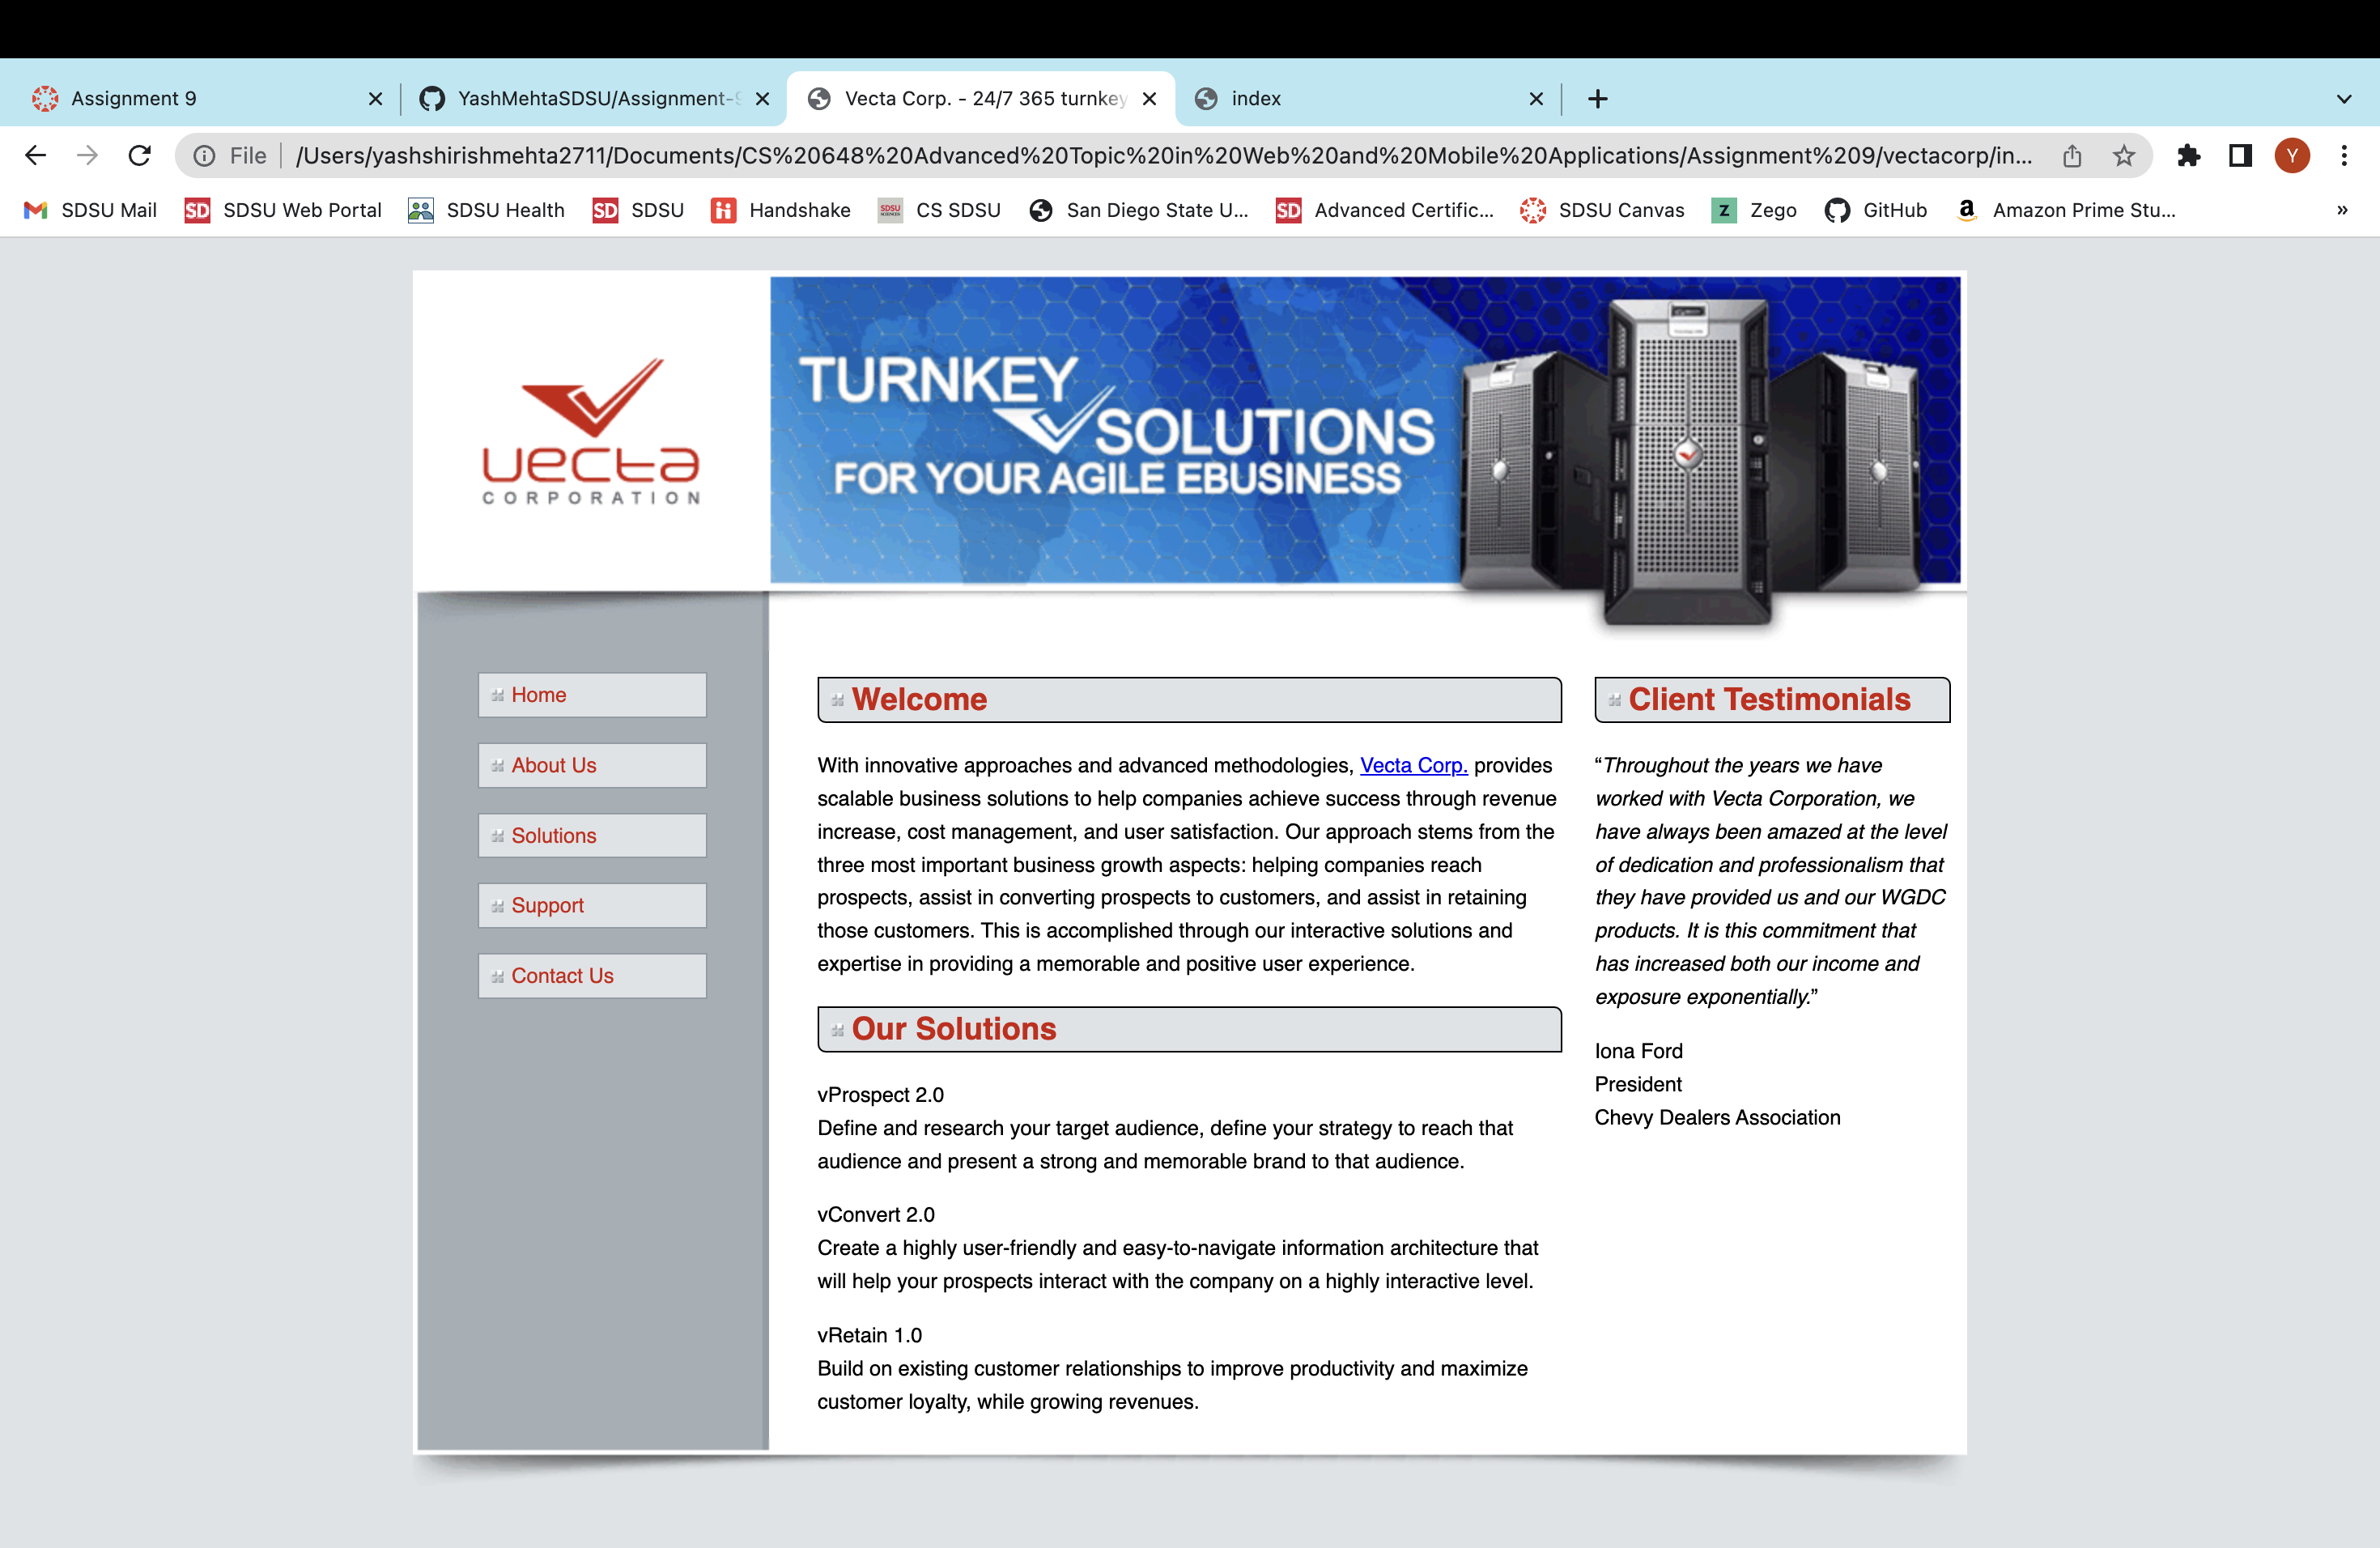 Assignment 9
YashMehtaSDSU/Assignment-9
Vecta Corp. - 24/7 365 turnkey
index
File
/Users/yashshirishmehta2711/Documents/CS%20648%20Advanced%20Topic%20in%20Web%20and%20Mobile%20Applications/Assignment%209/vectacorp/in...
Y
SDSU Mail
SD SDSU Web Portal
SDSU Health
SD SDSU
Handshake
CS SDSU
San Diego State U...
SD Advanced Certific...
SDSU Canvas
Z Zego
GitHub
a Amazon Prime Stu...
»
vecta
CORPORATION
TURNKEY
SOLUTIONS
FOR YOUR AGILE EBUSINESS
Home
About Us
Solutions
Support
Contact Us
Welcome
With innovative approaches and advanced methodologies, Vecta Corp. provides
scalable business solutions to help companies achieve success through revenue
increase, cost management, and user satisfaction. Our approach stems from the
three most important business growth aspects: helping companies reach
prospects, assist in converting prospects to customers, and assist in retaining
those customers. This is accomplished through our interactive solutions and
expertise in providing a memorable and positive user experience.
Our Solutions
vProspect 2.0
Define and research your target audience, define your strategy to reach that
audience and present a strong and memorable brand to that audience.
vConvert 2.0
Create a highly user-friendly and easy-to-navigate information architecture that
will help your prospects interact with the company on a highly interactive level.
vRetain 1.0
Build on existing customer relationships to improve productivity and maximize
customer loyalty, while growing revenues.
Client Testimonials
“Throughout the years we have
worked with Vecta Corporation, we
have always been amazed at the level
of dedication and professionalism that
they have provided us and our WGDC
products. It is this commitment that
has increased both our income and
exposure exponentially.”
Iona Ford
President
Chevy Dealers Association